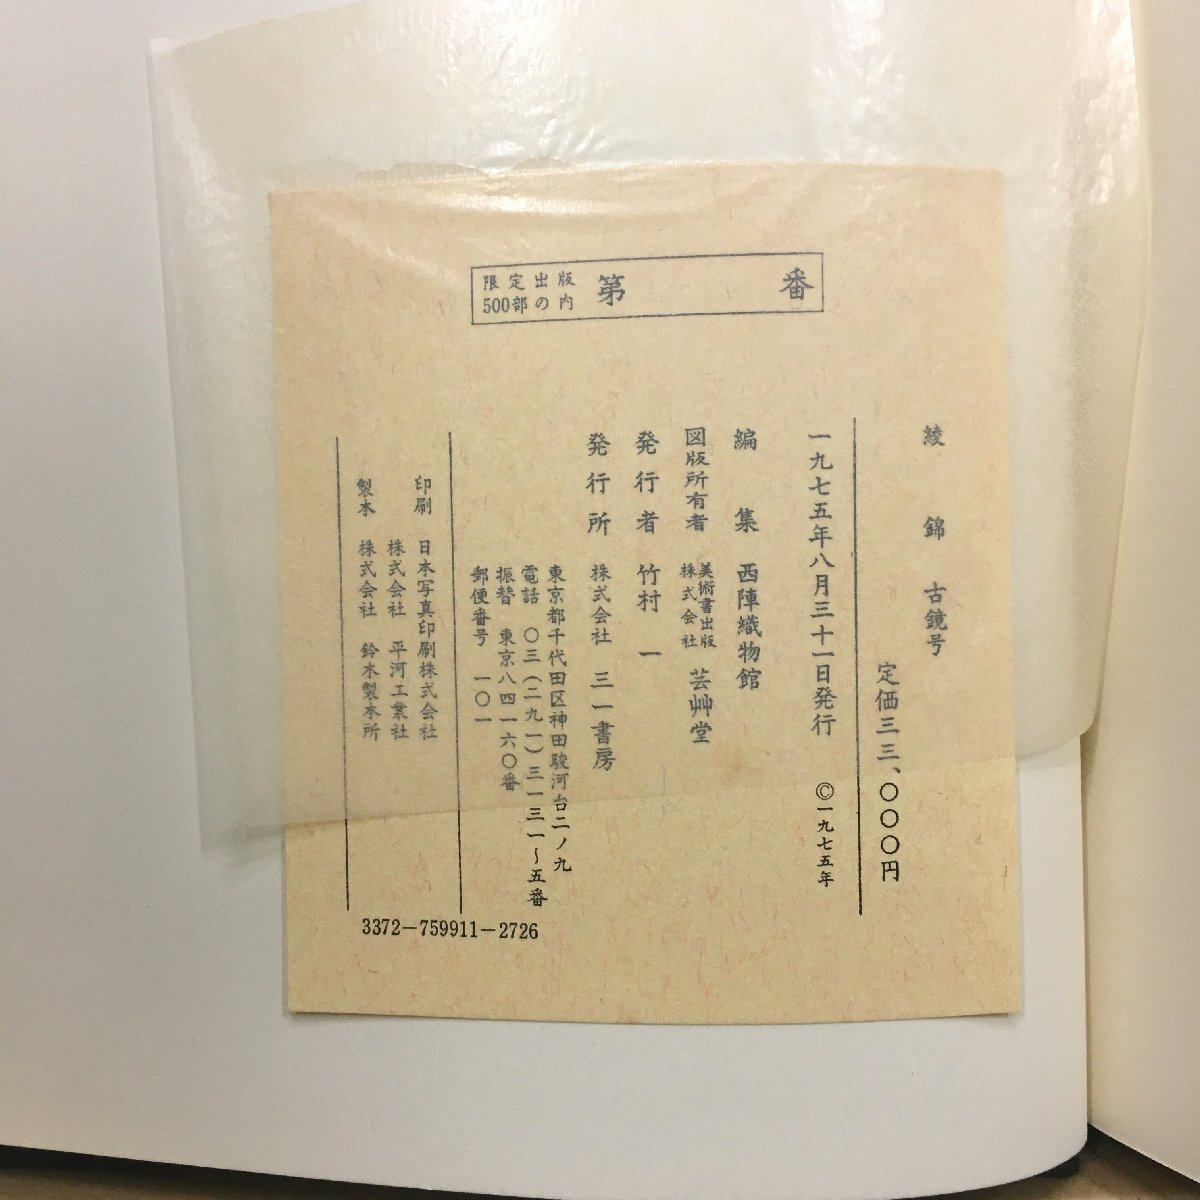 限定出版
500部の内
第 番
綾錦 古鏡号
定価三三、〇〇〇円
一九七五年八月三十一日発行 ©一九七五年
編集 西陣織物館
図版所有者 美術書出版株式会社 芸艸堂
発行者 竹村 一
発行所 株式会社 三一書房
東京都千代田区神田駿河台二ノ九
電話 〇三(二九一)三一三一〜五番
振替 東京八四一六〇番
郵便番号 一〇一
印刷 日本写真印刷株式会社
株式会社 平河工業社
製本 株式会社 鈴木製本所
3372-759911-2726